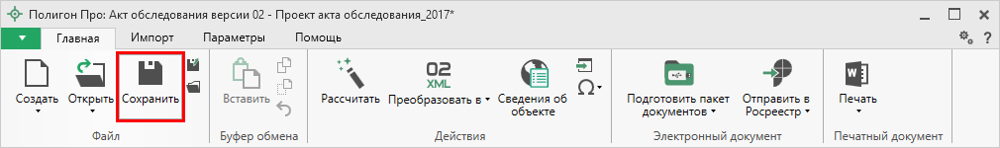 Полигон Про: Акт обследования версии 02 - Проект акта обследования_2017*
Главная Импорт Параметры Помощь ?
Создать Открыть Сохранить Вставить Рассчитать 02 XML Преобразовать в Сведения об объекте Ω Подготовить пакет документов Отправить в Росреестр W Печать
Файл Буфер обмена Действия Электронный документ Печатный документ